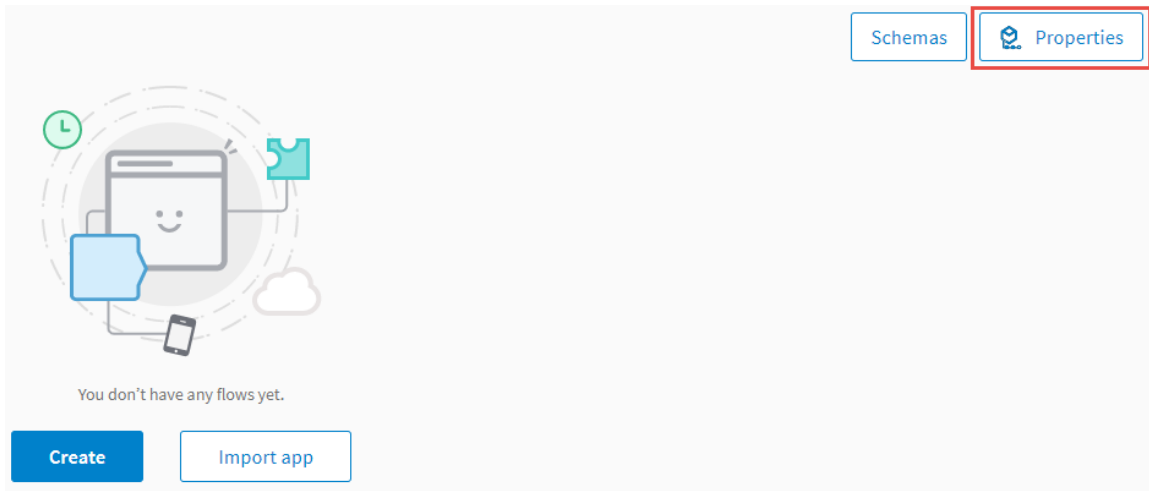 Schemas
Properties
You don't have any flows yet.
Create
Import app